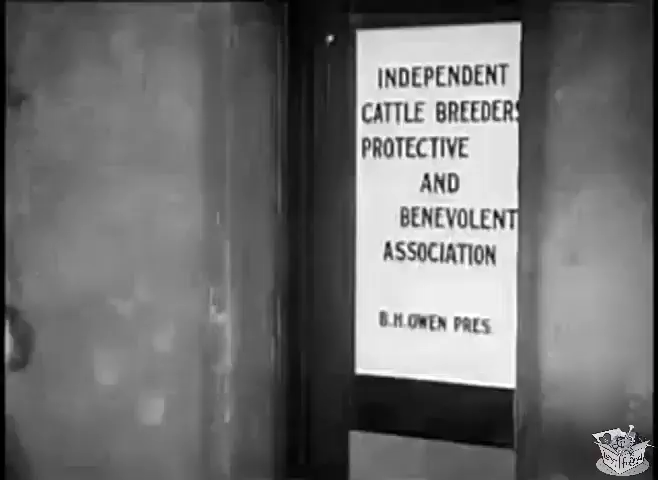 INDEPENDENT
CATTLE BREEDERS
PROTECTIVE
AND
BENEVOLENT
ASSOCIATION
B.H. OWEN PRES.